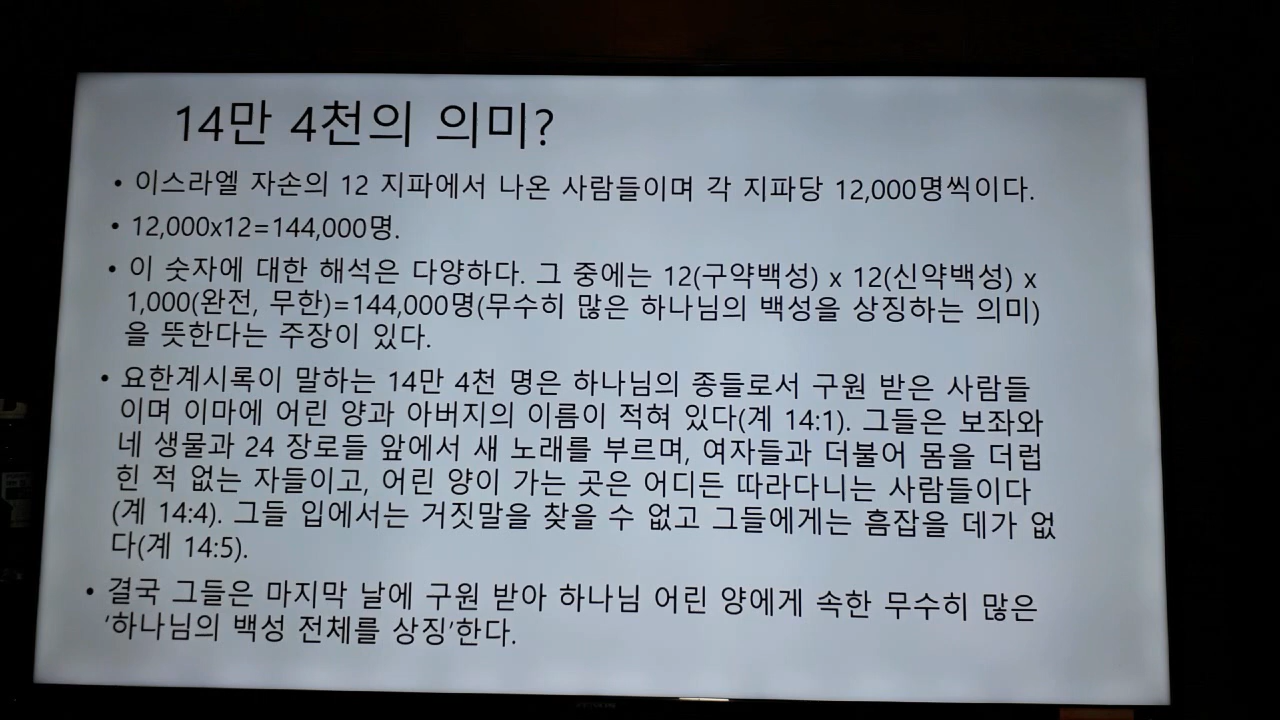 14만 4천의 의미?
• 이스라엘 자손의 12 지파에서 나온 사람들이며 각 지파당 12,000명씩이다.
• 12,000x12=144,000명.
• 이 숫자에 대한 해석은 다양하다. 그 중에는 12(구약백성) x 12(신약백성) x
1,000(완전, 무한)=144,000명(무수히 많은 하나님의 백성을 상징하는 의미)
을 뜻한다는 주장이 있다.
• 요한계시록이 말하는 14만 4천 명은 하나님의 종들로서 구원 받은 사람들
이며 이마에 어린 양과 아버지의 이름이 적혀 있다(계 14:1). 그들은 보좌와
네 생물과 24 장로들 앞에서 새 노래를 부르며, 여자들과 더불어 몸을 더럽
힌 적 없는 자들이고, 어린 양이 가는 곳은 어디든 따라다니는 사람들이다
(계 14:4). 그들 입에서는 거짓말을 찾을 수 없고 그들에게는 흠잡을 데가 없
다(계 14:5).
• 결국 그들은 마지막 날에 구원 받아 하나님 어린 양에게 속한 무수히 많은
‘하나님의 백성 전체를 상징’한다.